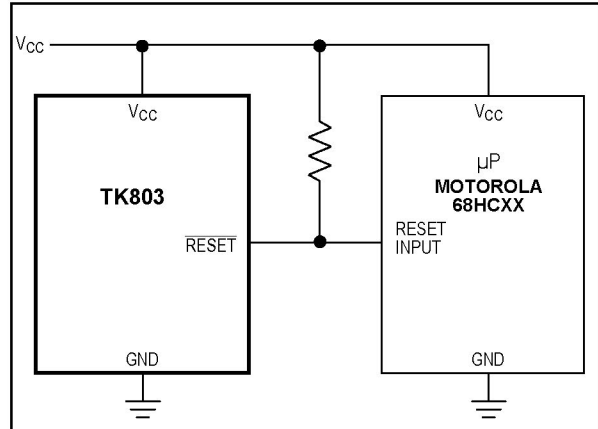 VCC
VCC
TK803
RESET
GND
VCC
µP
MOTOROLA
68HCXX
RESET
INPUT
GND